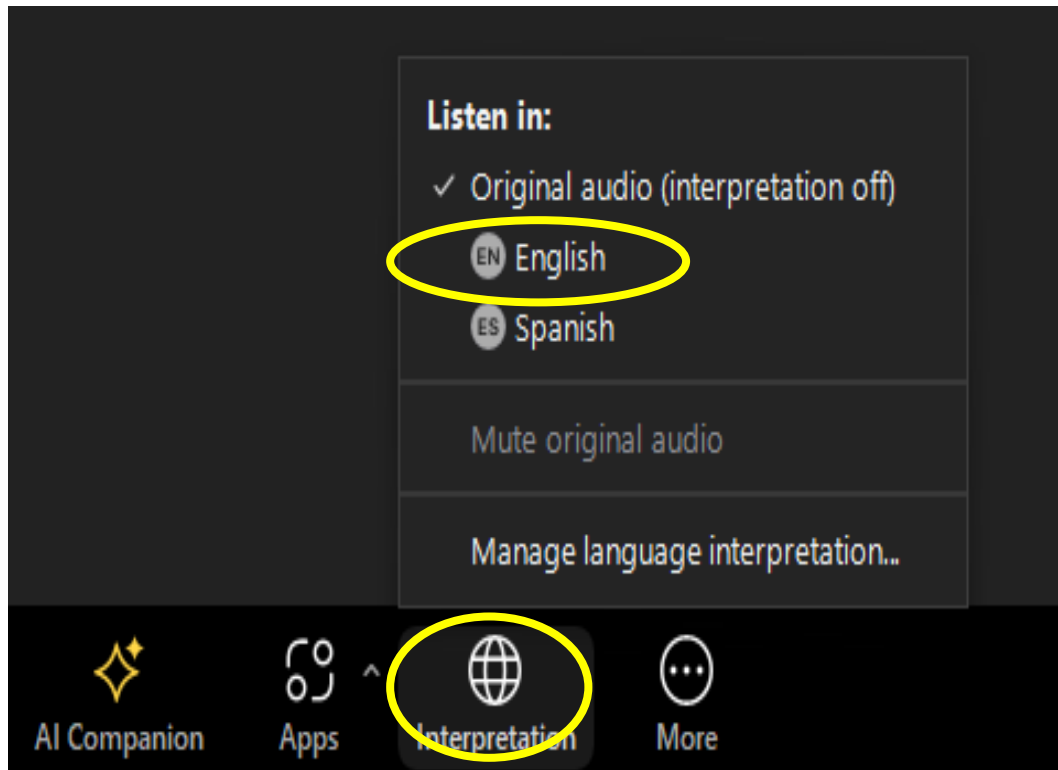 Listen in:
Original audio (interpretation off)
EN English
ES Spanish
Mute original audio
Manage language interpretation...
AI Companion
Apps
Interpretation
More